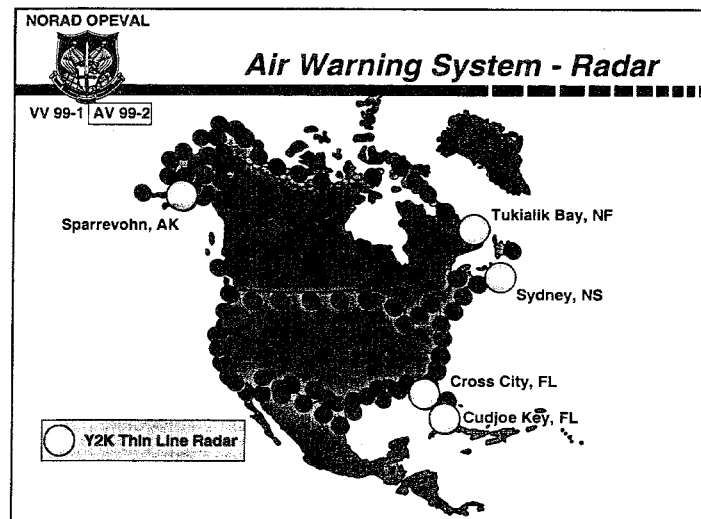 NORAD OPEVAL
Air Warning System - Radar
VV 99-1 AV 99-2
Sparrevohn, AK
Tukialik Bay, NF
Sydney, NS
Cross City, FL
Cudjoe Key, FL
Y2K Thin Line Radar